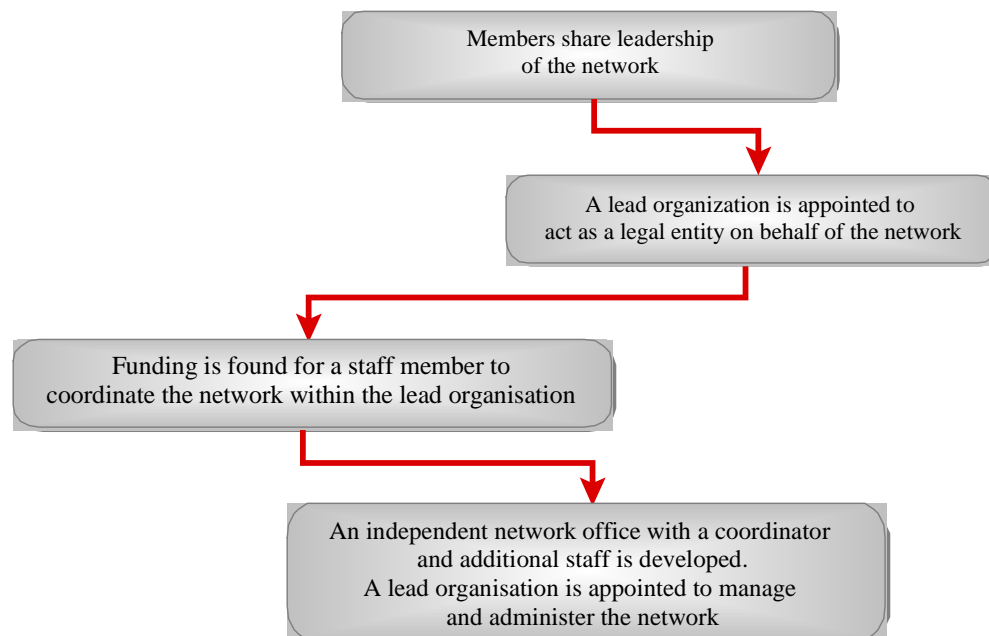 Members share leadership
of the network
A lead organization is appointed to
act as a legal entity on behalf of the network
Funding is found for a staff member to
coordinate the network within the lead organisation
An independent network office with a coordinator
and additional staff is developed.
A lead organisation is appointed to manage
and administer the network